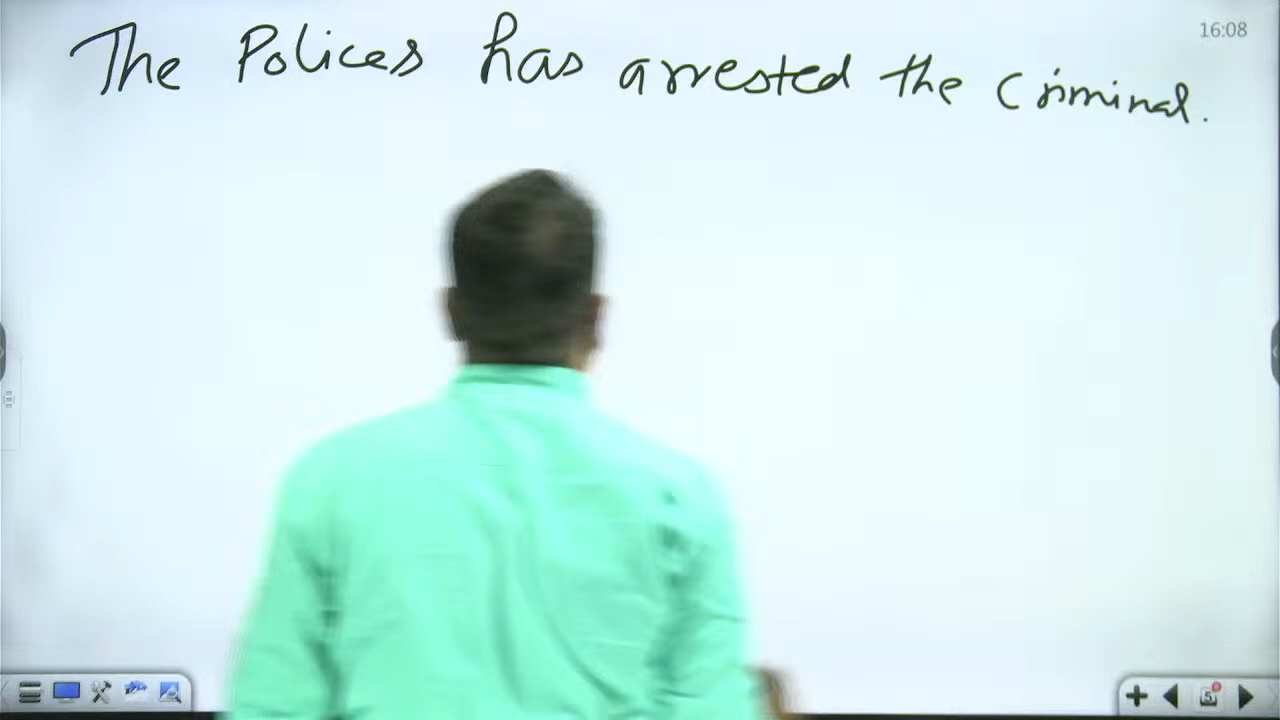 16:08
The Polices has arrested the criminal.